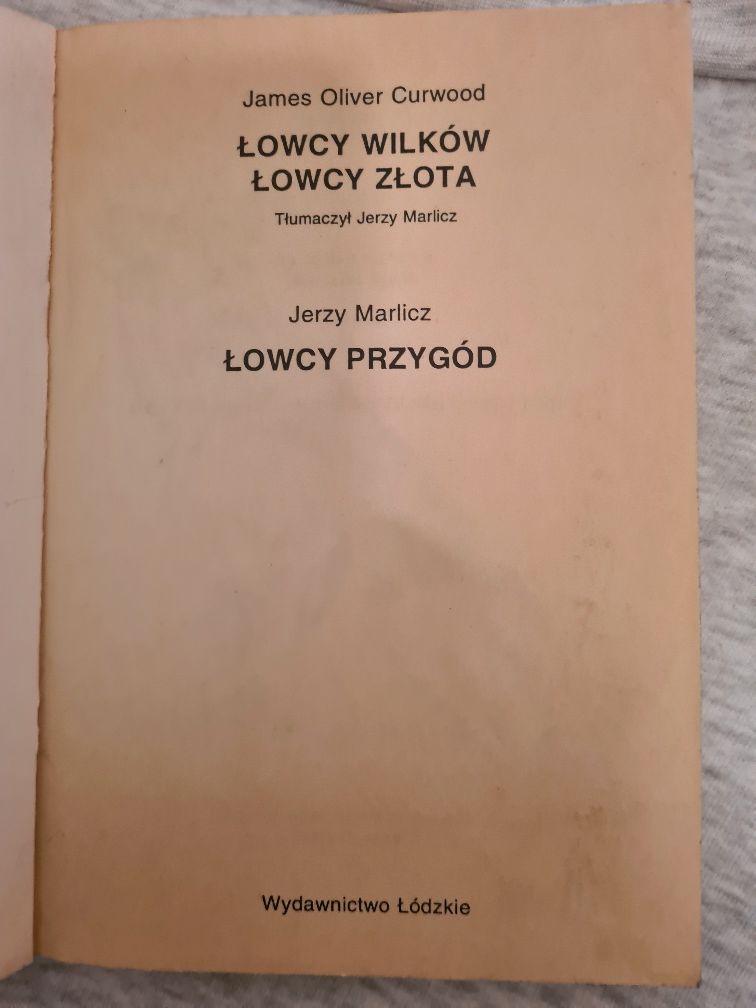 James Oliver Curwood
ŁOWCY WILKÓW
ŁOWCY ZŁOTA
Tłumaczył Jerzy Marlicz
Jerzy Marlicz
ŁOWCY PRZYGÓD
Wydawnictwo Łódzkie